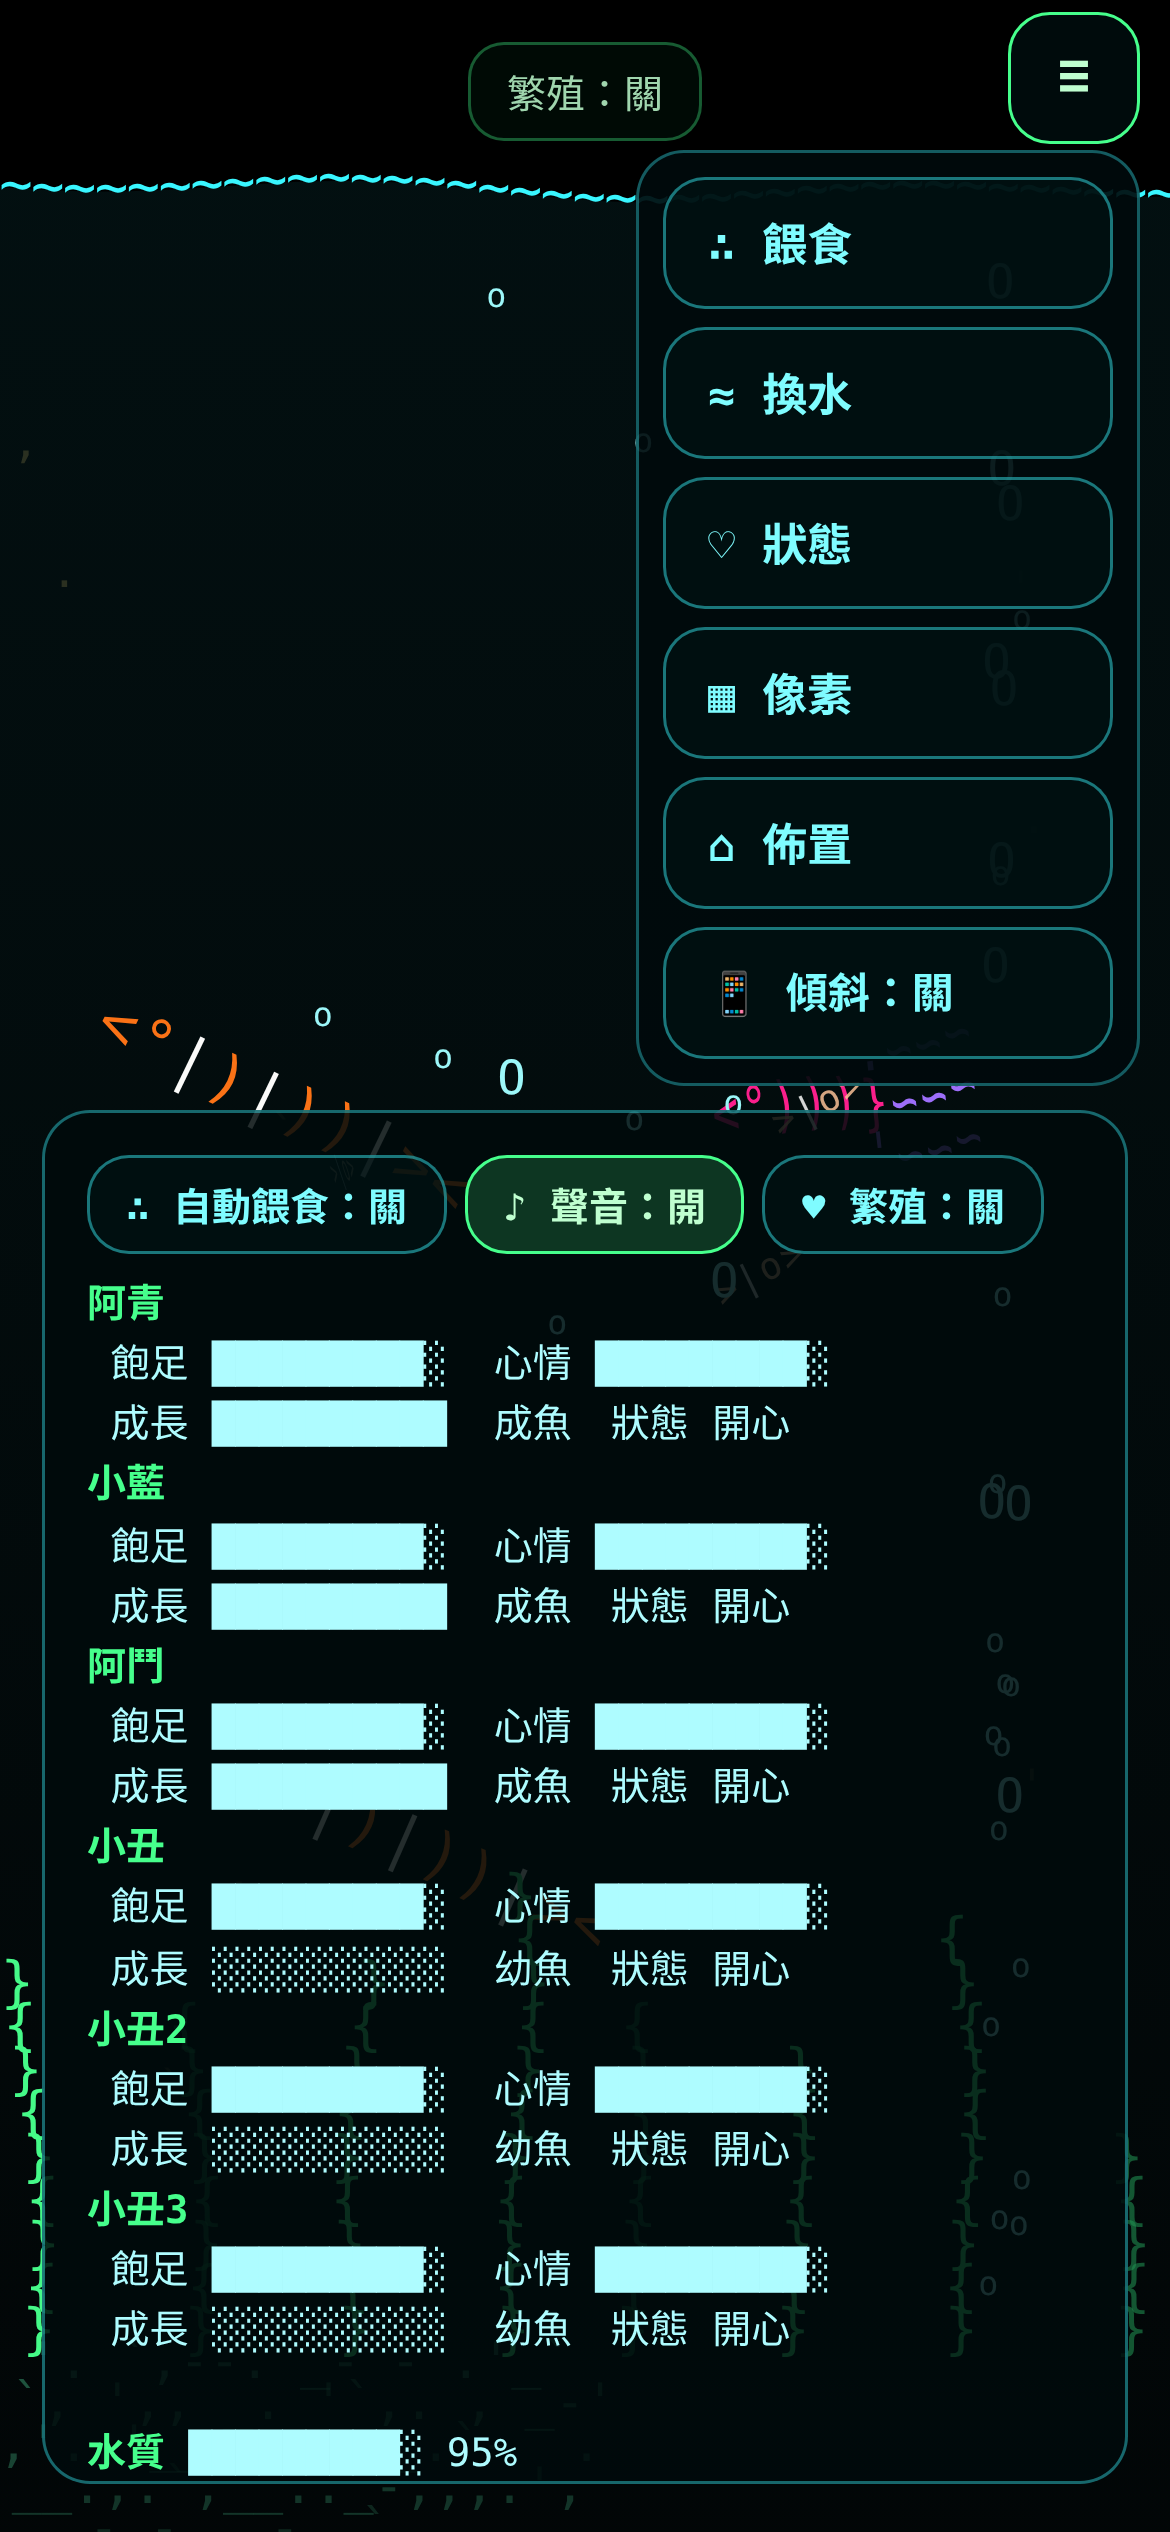 繁殖：關
☰
∴ 餵食
≈ 換水
♡ 狀態
▦ 像素
⌂ 佈置
📱 傾斜：關
∴ 自動餵食：關
♪ 聲音：開
♥ 繁殖：關
阿青
飽足 █████████░ 心情 █████████░
成長 ██████████ 成魚 狀態 開心
小藍
飽足 █████████░ 心情 █████████░
成長 ██████████ 成魚 狀態 開心
阿鬥
飽足 █████████░ 心情 █████████░
成長 ██████████ 成魚 狀態 開心
小丑
飽足 █████████░ 心情 █████████░
成長 ░░░░░░░░░░ 幼魚 狀態 開心
小丑2
飽足 █████████░ 心情 █████████░
成長 ░░░░░░░░░░ 幼魚 狀態 開心
小丑3
飽足 █████████░ 心情 █████████░
成長 ░░░░░░░░░░ 幼魚 狀態 開心
水質 █████████░ 95%